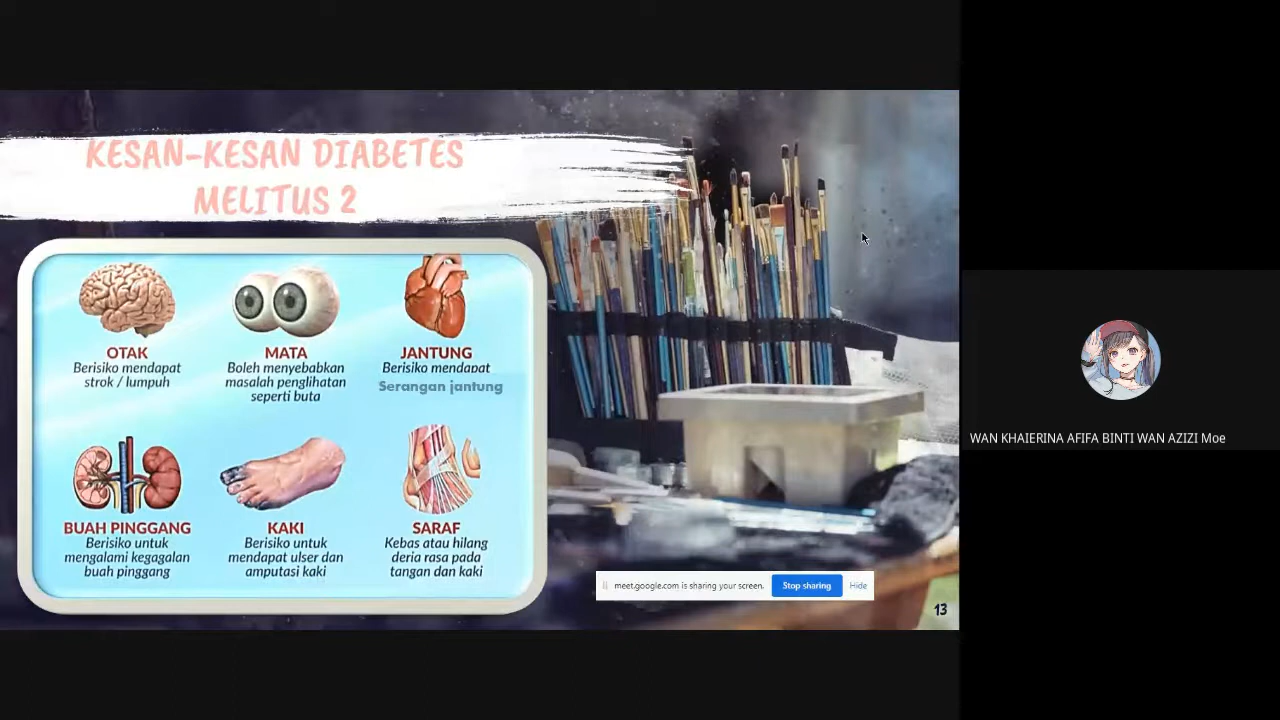 KESAN-KESAN DIABETES
MELITUS 2
OTAK
Berisiko mendapat
strok / lumpuh
MATA
Boleh menyebabkan
masalah penglihatan
seperti buta
JANTUNG
Berisiko mendapat
Serangan jantung
BUAH PINGGANG
Berisiko untuk
mengalami kegagalan
buah pinggang
KAKI
Berisiko untuk
mendapat ulser dan
amputasi kaki
SARAF
Kebas atau hilang
deria rasa pada
tangan dan kaki
meet.google.com is sharing your screen. Stop sharing Hide
13
WAN KHAIERINA AFIFA BINTI WAN AZIZI Moe